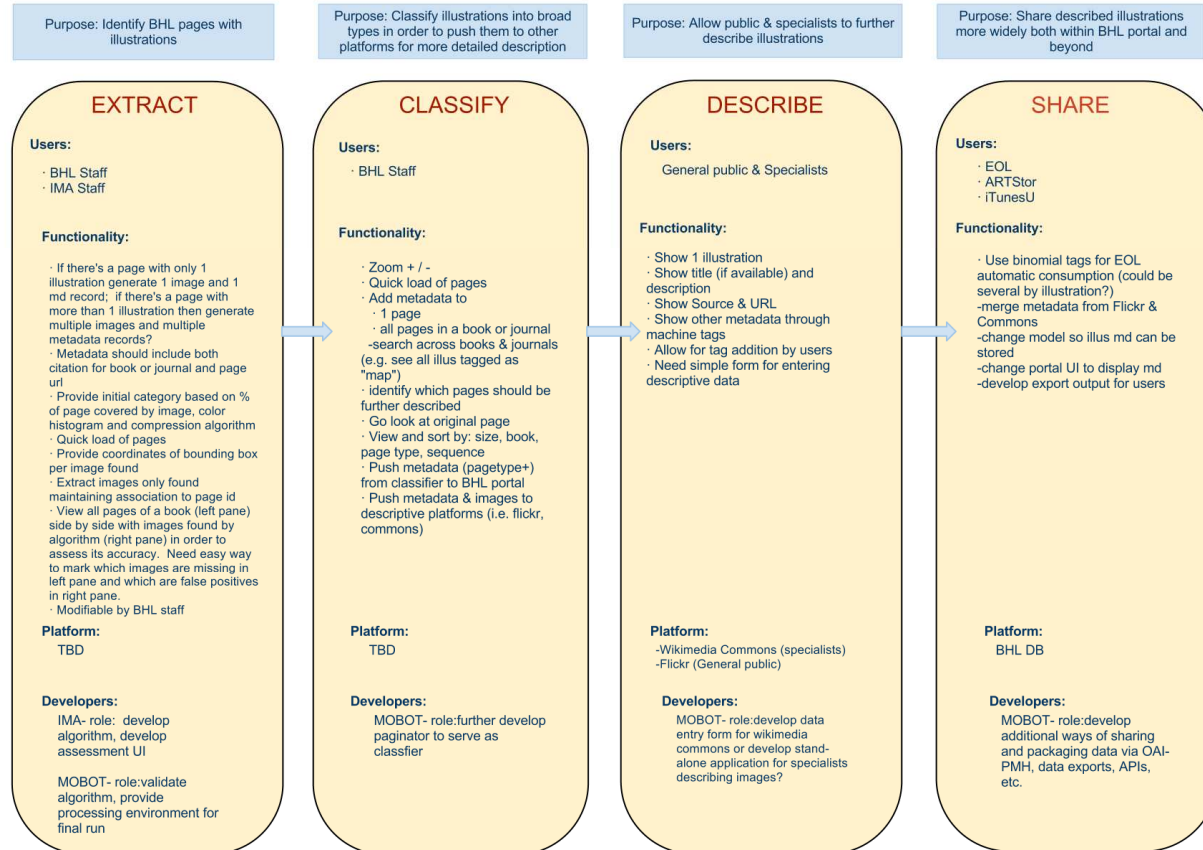 Purpose: Identify BHL pages with
illustrations
Purpose: Classify illustrations into broad
types in order to push them to other
platforms for more detailed description
Purpose: Allow public & specialists to further
describe illustrations
Purpose: Share described illustrations
more widely both within BHL portal and
beyond
EXTRACT
Users:
· BHL Staff
· IMA Staff
Functionality:
· If there's a page with only 1
illustration generate 1 image and 1
md record;  if there's a page with
more than 1 illustration then generate
multiple images and multiple
metadata records?
· Metadata should include both
citation for book or journal and page
url
· Provide initial category based on %
of page covered by image, color
histogram and compression algorithm
· Quick load of pages
· Provide coordinates of bounding box
per image found
· Extract images only found
maintaining association to page id
· View all pages of a book (left pane)
side by side with images found by
algorithm (right pane) in order to
assess its accuracy.  Need easy way
to mark which images are missing in
left pane and which are false positives
in right pane.
· Modifiable by BHL staff
Platform:
TBD
Developers:
IMA- role:  develop
algorithm, develop
assessment UI
MOBOT- role:validate
algorithm, provide
processing environment for
final run
CLASSIFY
Users:
· BHL Staff
Functionality:
· Zoom + / -
· Quick load of pages
· Add metadata to
· 1 page
· all pages in a book or journal
-search across books & journals
(e.g. see all illus tagged as
"map")
· identify which pages should be
further described
· Go look at original page
· View and sort by: size, book,
page type, sequence
· Push metadata (pagetype+)
from classifier to BHL portal
· Push metadata & images to
descriptive platforms (i.e. flickr,
commons)
Platform:
TBD
Developers:
MOBOT- role:further develop
paginator to serve as
classfier
DESCRIBE
Users:
General public & Specialists
Functionality:
· Show 1 illustration
· Show title (if available) and
description
· Show Source & URL
· Show other metadata through
machine tags
· Allow for tag addition by users
· Need simple form for entering
descriptive data
Platform:
-Wikimedia Commons (specialists)
-Flickr (General public)
Developers:
MOBOT- role:develop data
entry form for wikimedia
commons or develop stand-
alone application for specialists
describing images?
SHARE
Users:
· EOL
· ARTStor
· iTunesU
Functionality:
· Use binomial tags for EOL
automatic consumption (could be
several by illustration?)
-merge metadata from Flickr &
Commons
-change model so illus md can be
stored
-change portal UI to display md
-develop export output for users
Platform:
BHL DB
Developers:
MOBOT- role:develop
additional ways of sharing
and packaging data via OAI-
PMH, data exports, APIs,
etc.